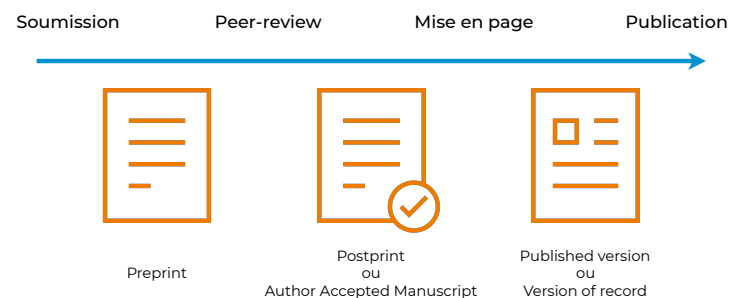 Soumission Peer-review Mise en page Publication
Preprint
Postprint
ou
Author Accepted Manuscript
Published version
ou
Version of record